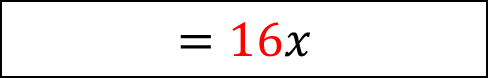 = 16x